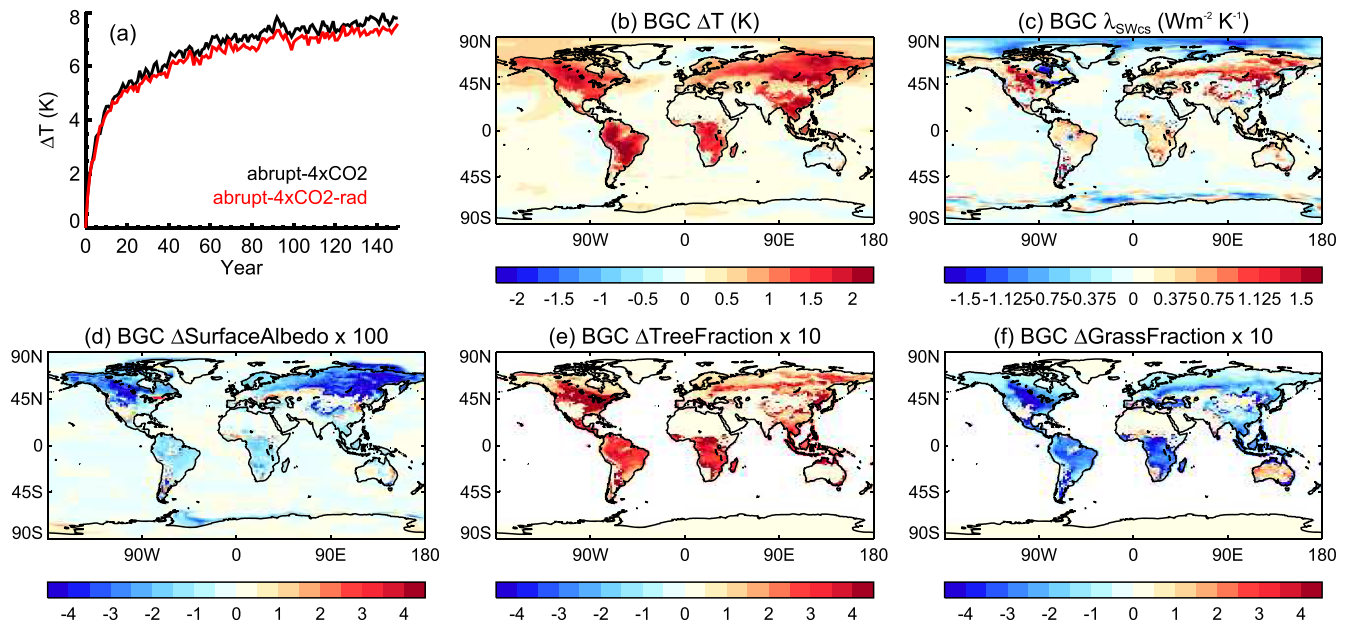 (a)
8
6
4
2
0
ΔT (K)
abrupt-4xCO2
abrupt-4xCO2-rad
0 20 40 60 80 100 120 140
Year
(b) BGC ΔT (K)
90N
45N
0
45S
90S
90W 0 90E 180
-2 -1.5 -1 -0.5 0 0.5 1 1.5 2
(c) BGC λSWcs (Wm-2 K-1)
90N
45N
0
45S
90S
90W 0 90E 180
-1.5 -1.125 -0.75 -0.375 0 0.375 0.75 1.125 1.5
(d) BGC ΔSurfaceAlbedo x 100
90N
45N
0
45S
90S
90W 0 90E 180
-4 -3 -2 -1 0 1 2 3 4
(e) BGC ΔTreeFraction x 10
90N
45N
0
45S
90S
90W 0 90E 180
-4 -3 -2 -1 0 1 2 3 4
(f) BGC ΔGrassFraction x 10
90N
45N
0
45S
90S
90W 0 90E 180
-4 -3 -2 -1 0 1 2 3 4